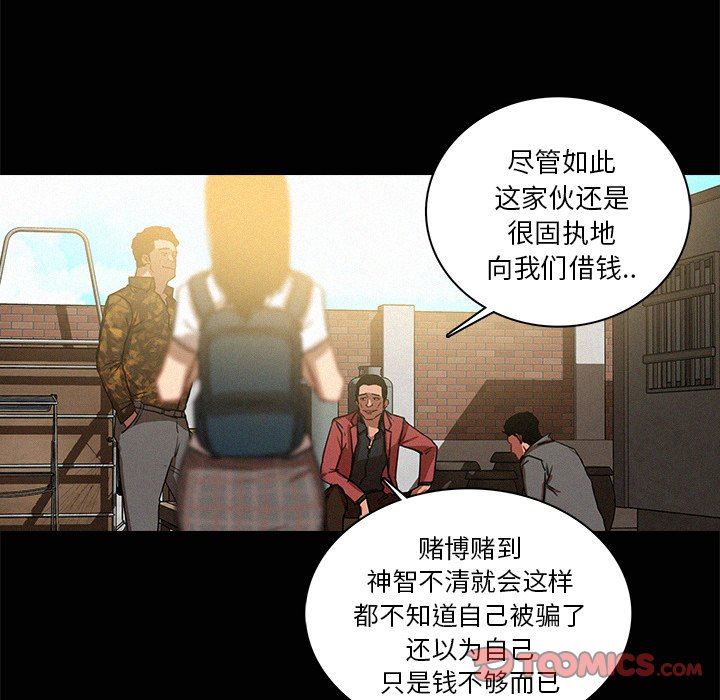 尽管如此
这家伙还是
很固执地
向我们借钱..
赌博赌到
神智不清就会这样
都不知道自己被骗了
还以为自己
只是钱不够而已
TOOMICS.COM